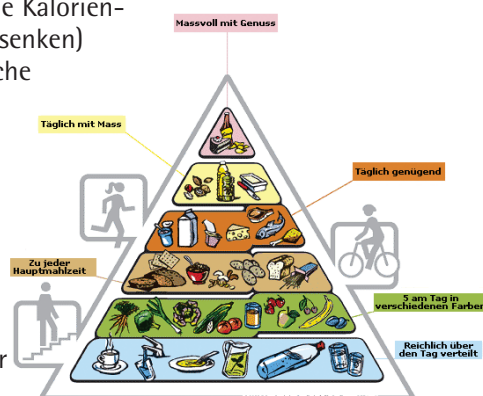 e Kalorien-
senken)
che
Massvoll mit Genuss
Täglich mit Mass
Täglich genügend
Zu jeder
Hauptmahlzeit
5 am Tag in
verschiedenen Farben
Reichlich über
den Tag verteilt
r